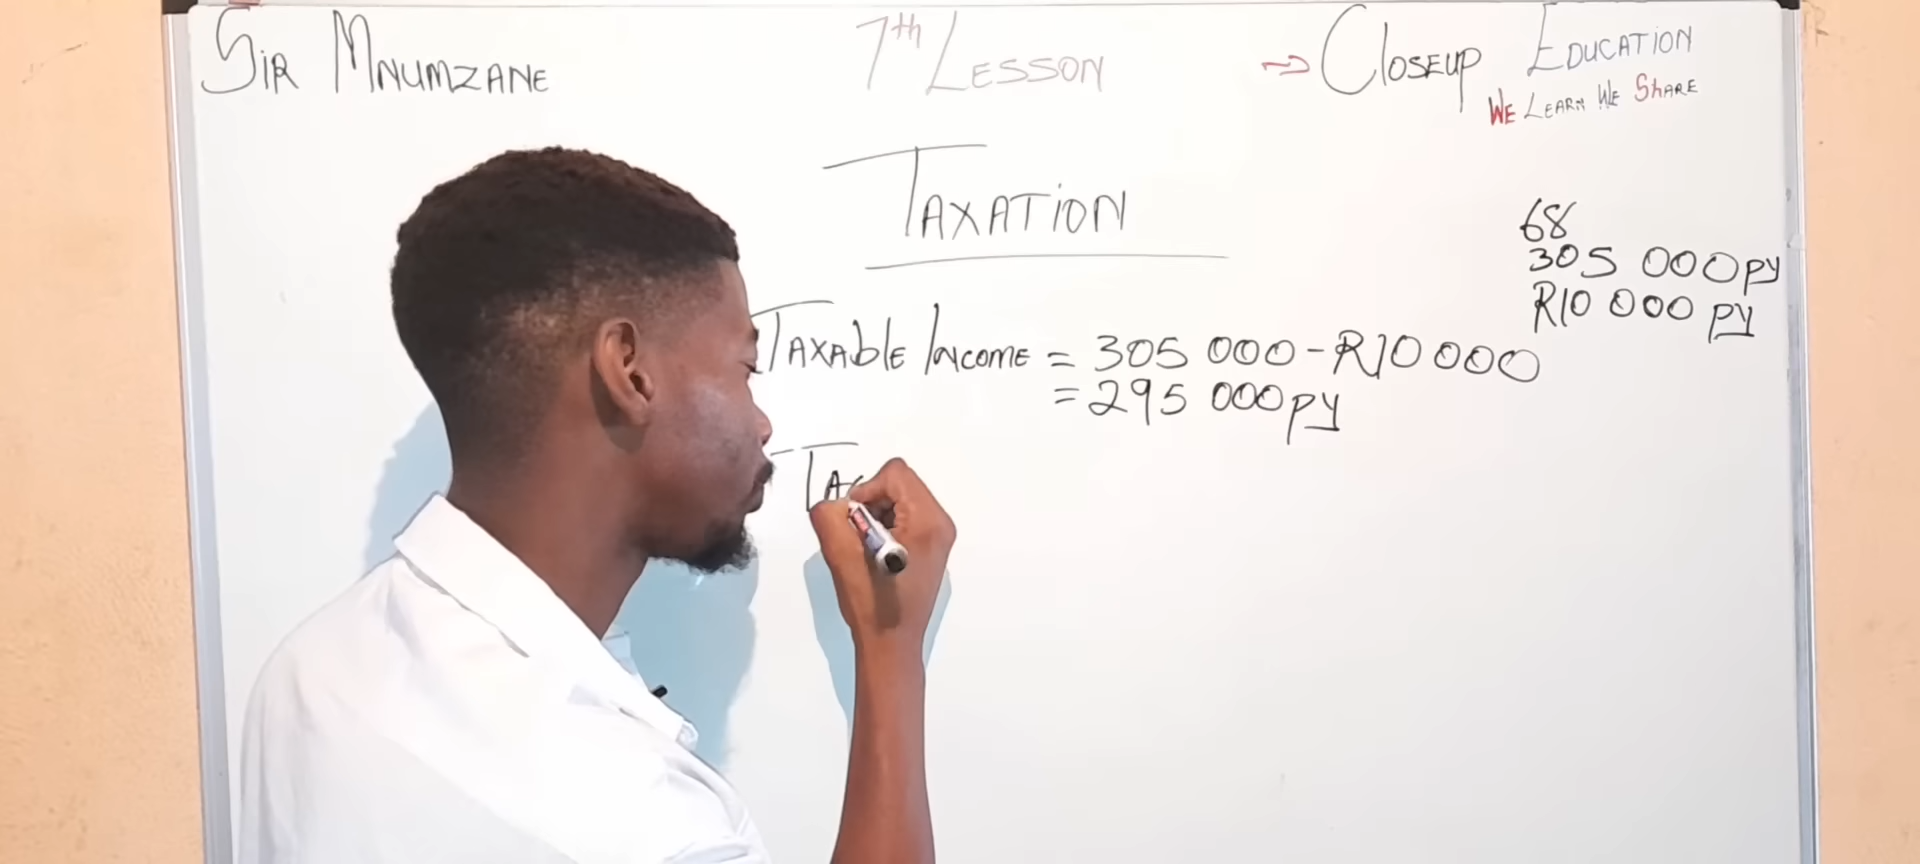 SiR MNUMZANE
7th LESSON
CLOSEUP EDUCATION
WE LEARN WE ShARE
TAXATiON
68
305 000 py
R10 000 py
TAXAblE INCOME = 305 000 - R10 000
= 295 000 py